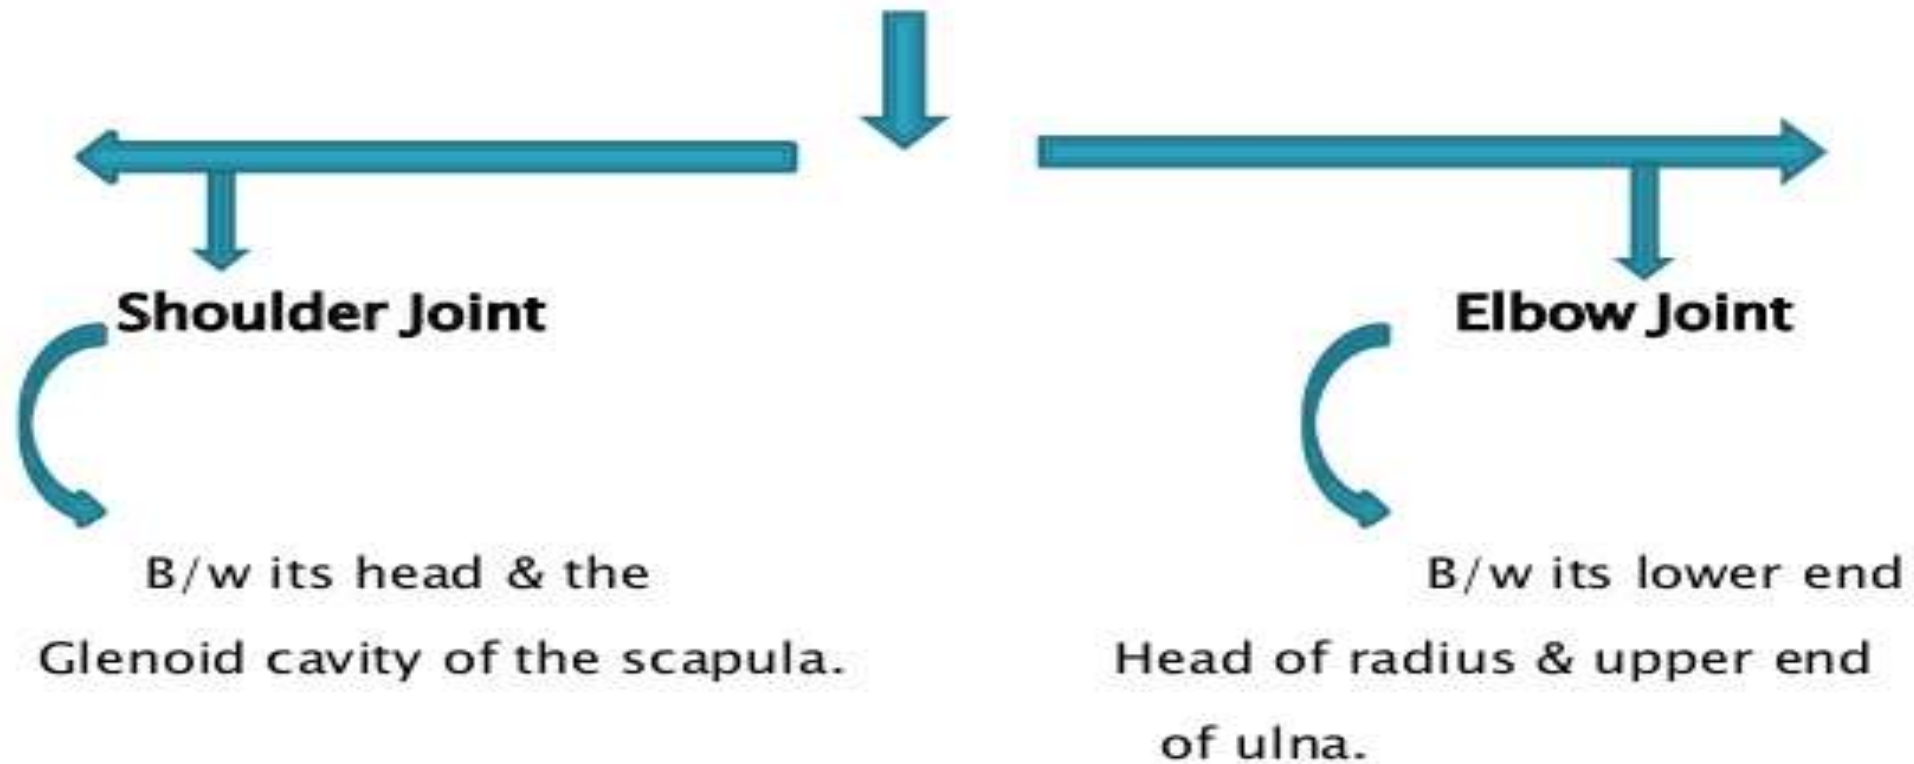 Shoulder Joint
B/w its head & the
Glenoid cavity of the scapula.
Elbow Joint
B/w its lower end
Head of radius & upper end
of ulna.